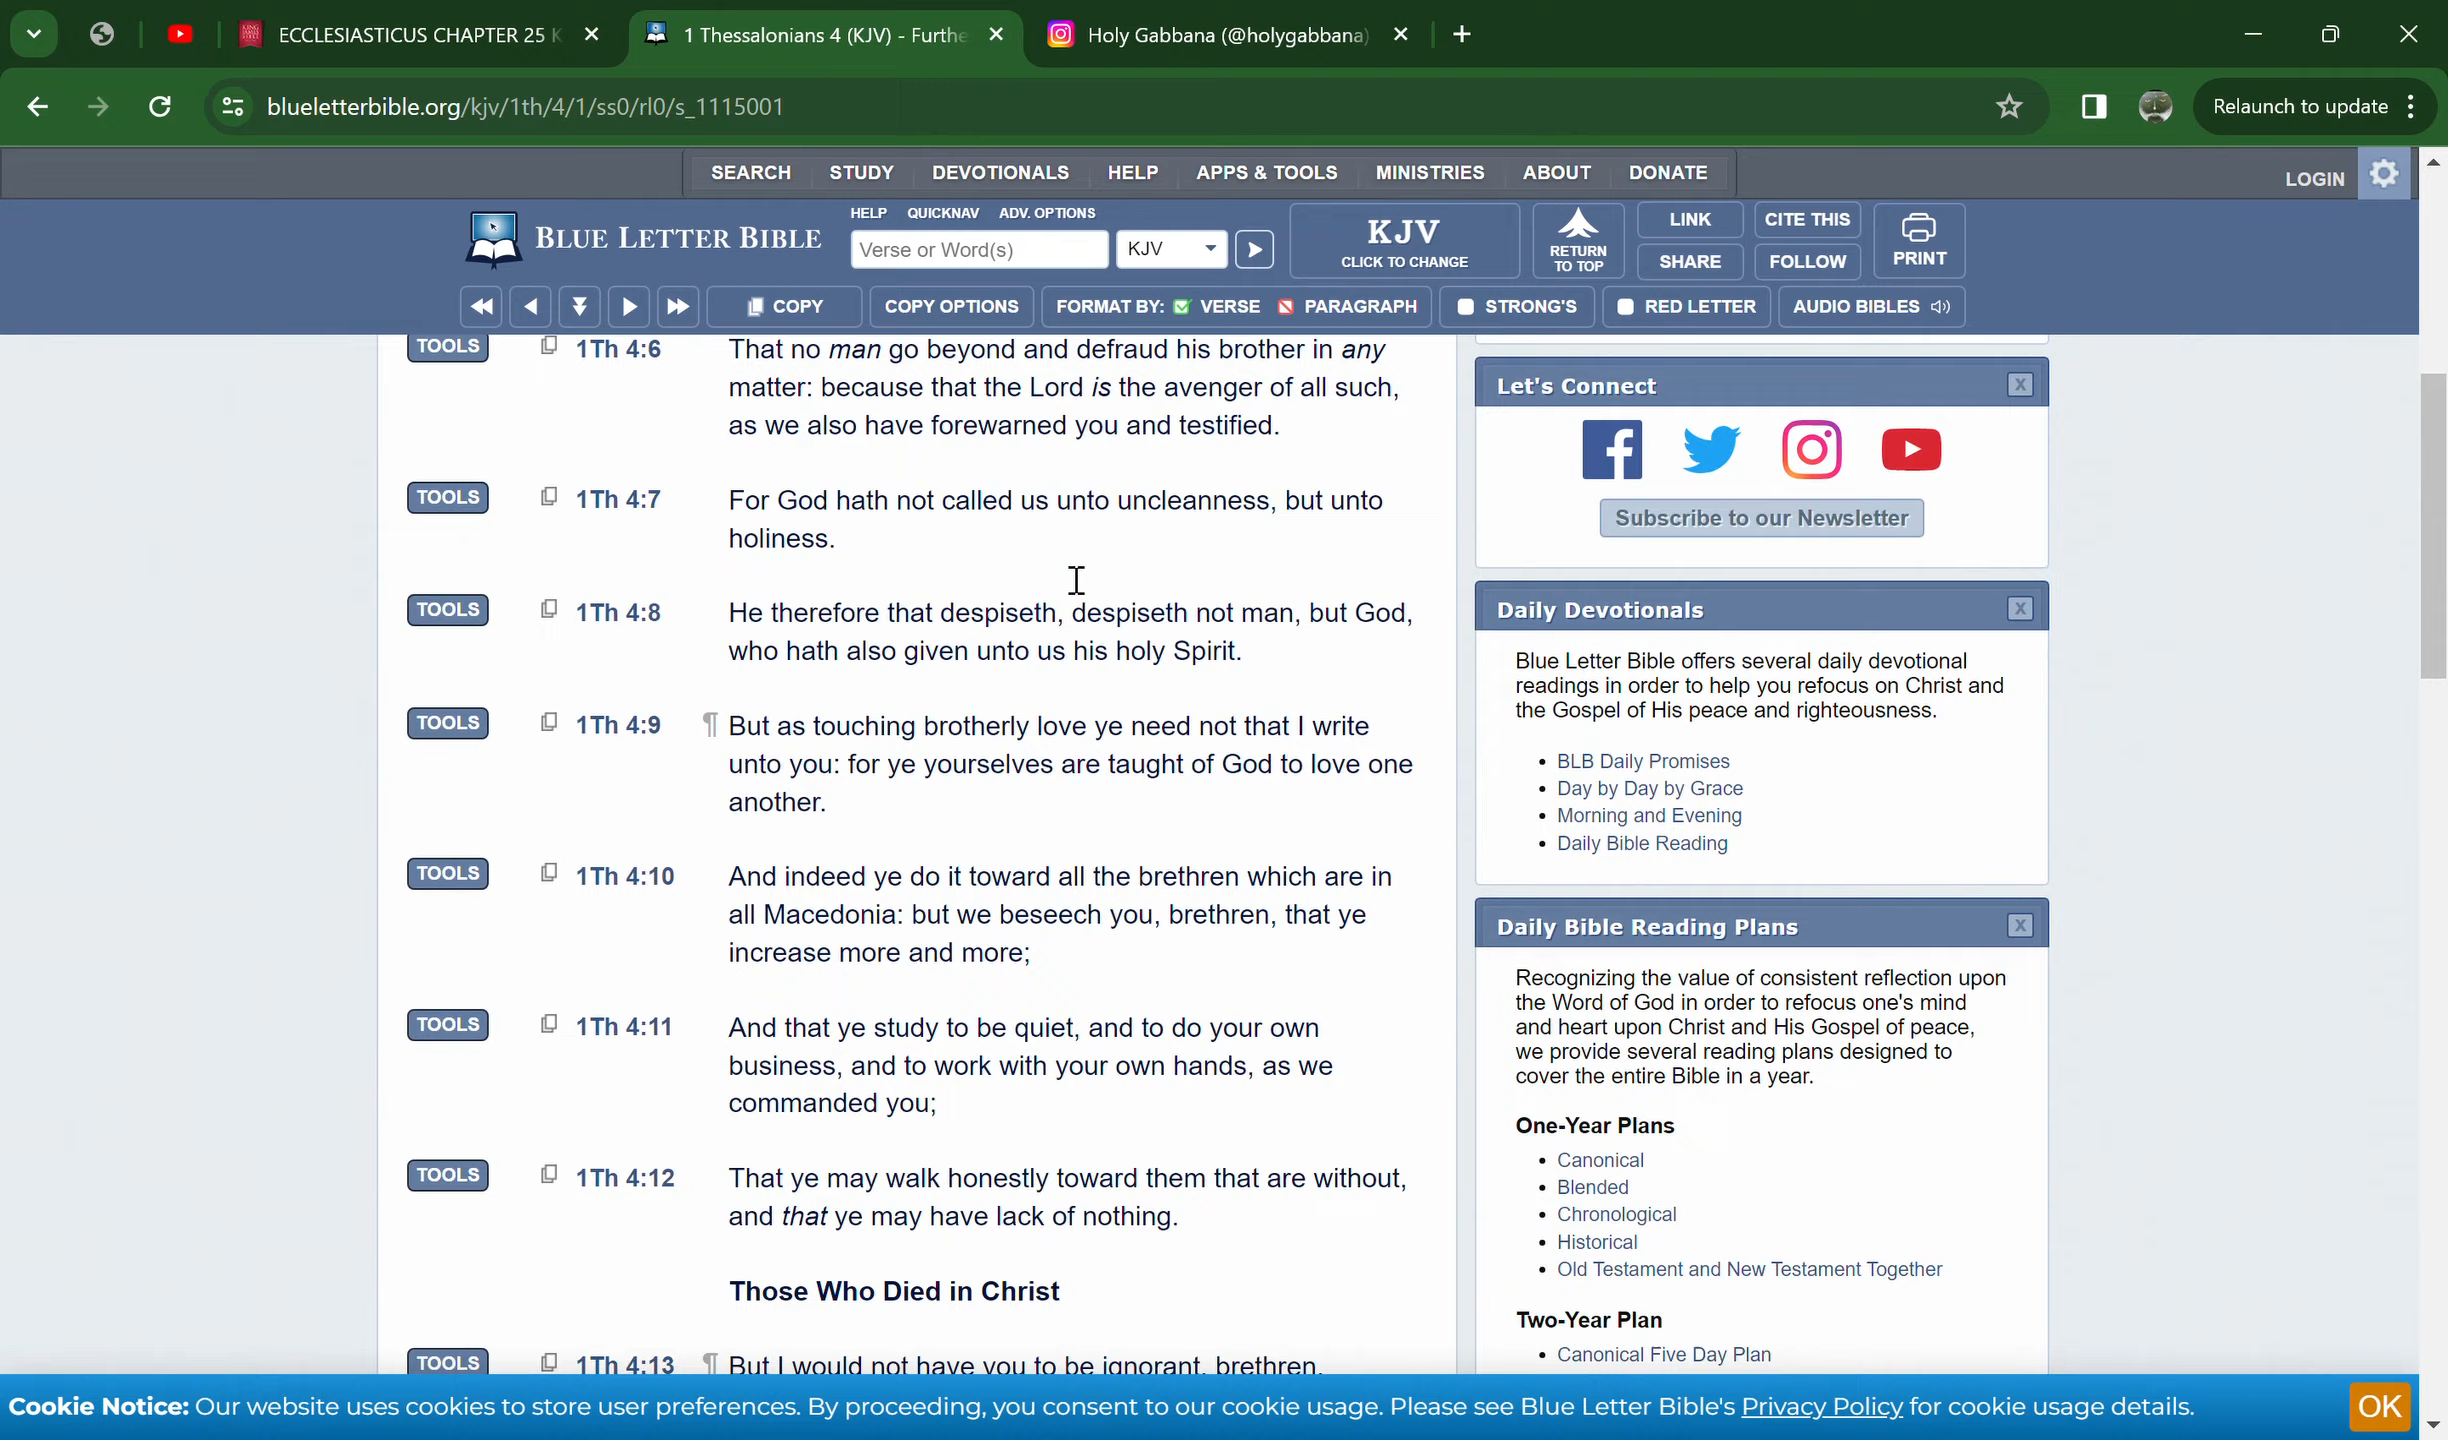 ECCLESIASTICUS CHAPTER 25 K
1 Thessalonians 4 (KJV) - Furthe
Holy Gabbana (@holygabbana)
blueletterbible.org/kjv/1th/4/1/ss0/rl0/s_1115001
Relaunch to update
SEARCH STUDY DEVOTIONALS HELP APPS & TOOLS MINISTRIES ABOUT DONATE
LOGIN
BLUE LETTER BIBLE
HELP QUICKNAV ADV. OPTIONS
Verse or Word(s)
KJV
KJV
CLICK TO CHANGE
RETURN
TO TOP
LINK
CITE THIS
SHARE
FOLLOW
PRINT
COPY
COPY OPTIONS
FORMAT BY: VERSE PARAGRAPH
STRONG'S
RED LETTER
AUDIO BIBLES
TOOLS 1Th 4:6 That no man go beyond and defraud his brother in any
matter: because that the Lord is the avenger of all such,
as we also have forewarned you and testified.
TOOLS 1Th 4:7 For God hath not called us unto uncleanness, but unto
holiness.
TOOLS 1Th 4:8 He therefore that despiseth, despiseth not man, but God,
who hath also given unto us his holy Spirit.
TOOLS 1Th 4:9 ¶ But as touching brotherly love ye need not that I write
unto you: for ye yourselves are taught of God to love one
another.
TOOLS 1Th 4:10 And indeed ye do it toward all the brethren which are in
all Macedonia: but we beseech you, brethren, that ye
increase more and more;
TOOLS 1Th 4:11 And that ye study to be quiet, and to do your own
business, and to work with your own hands, as we
commanded you;
TOOLS 1Th 4:12 That ye may walk honestly toward them that are without,
and that ye may have lack of nothing.
Those Who Died in Christ
TOOLS 1Th 4:13 ¶ But I would not have you to be ignorant, brethren,
Let's Connect
X
Subscribe to our Newsletter
Daily Devotionals
X
Blue Letter Bible offers several daily devotional
readings in order to help you refocus on Christ and
the Gospel of His peace and righteousness.
• BLB Daily Promises
• Day by Day by Grace
• Morning and Evening
• Daily Bible Reading
Daily Bible Reading Plans
X
Recognizing the value of consistent reflection upon
the Word of God in order to refocus one's mind
and heart upon Christ and His Gospel of peace,
we provide several reading plans designed to
cover the entire Bible in a year.
One-Year Plans
• Canonical
• Blended
• Chronological
• Historical
• Old Testament and New Testament Together
Two-Year Plan
• Canonical Five Day Plan
Cookie Notice: Our website uses cookies to store user preferences. By proceeding, you consent to our cookie usage. Please see Blue Letter Bible's Privacy Policy for cookie usage details.
OK